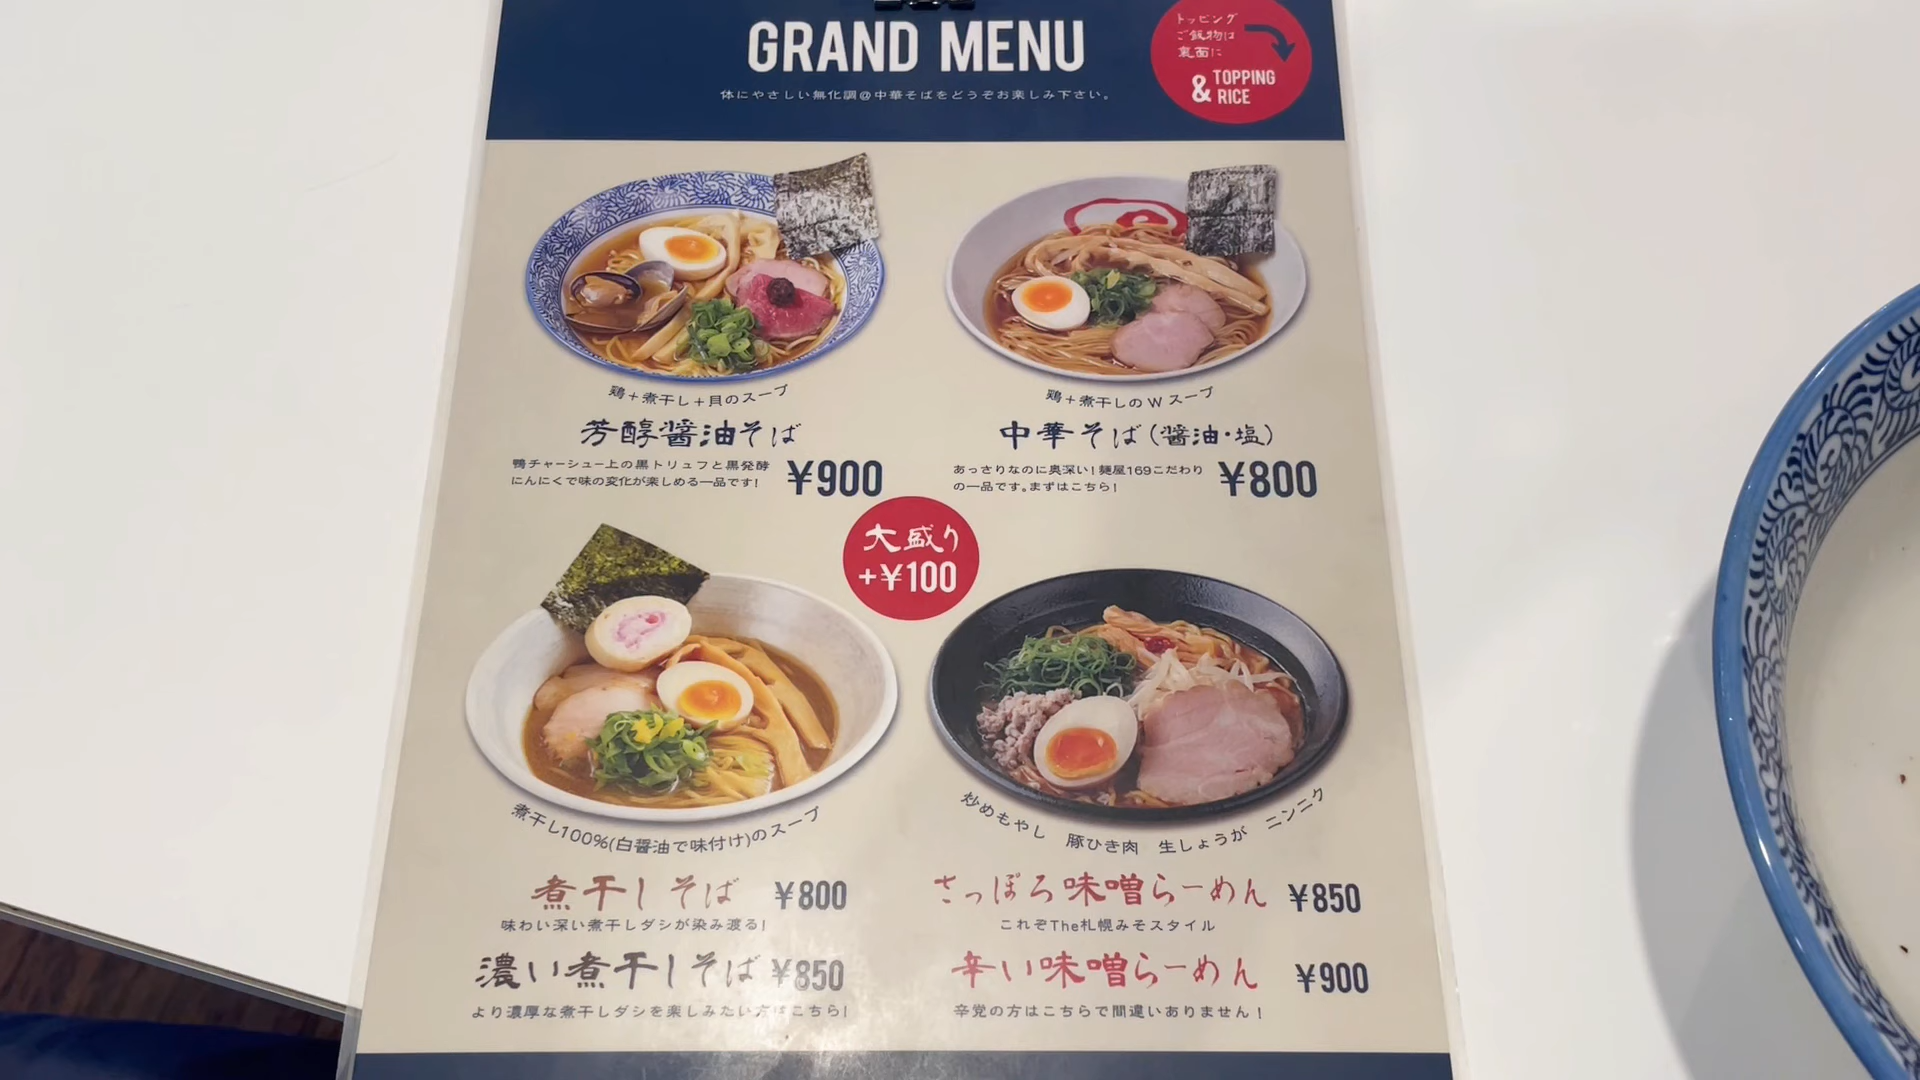 GRAND MENU
体にやさしい無化調@中華そばをどうぞお楽しみ下さい。
トッピング
ご飯物は
裏面に
& TOPPING
RICE
鶏+煮干し+貝のスープ
芳醇醤油そば
鴨チャーシュー上の黒トリュフと黒発酵
にんにくで味の変化が楽しめる一品です!
¥900
鶏+煮干しのWスープ
中華そば(醤油・塩)
あっさりなのに奥深い!麺屋169こだわり
の一品です。まずはこちら!
¥800
大盛り
+¥100
煮干し100%(白醤油で味付け)のスープ
煮干しそば ¥800
味わい深い煮干しダシが染み渡る!
濃い煮干しそば ¥850
より濃厚な煮干しダシを楽しみたい方はこちら!
炒めもやし 豚ひき肉 生しょうが ニンニク
さっぽろ味噌らーめん ¥850
これぞThe札幌みそスタイル
辛い味噌らーめん ¥900
辛党の方はこちらで間違いありません!